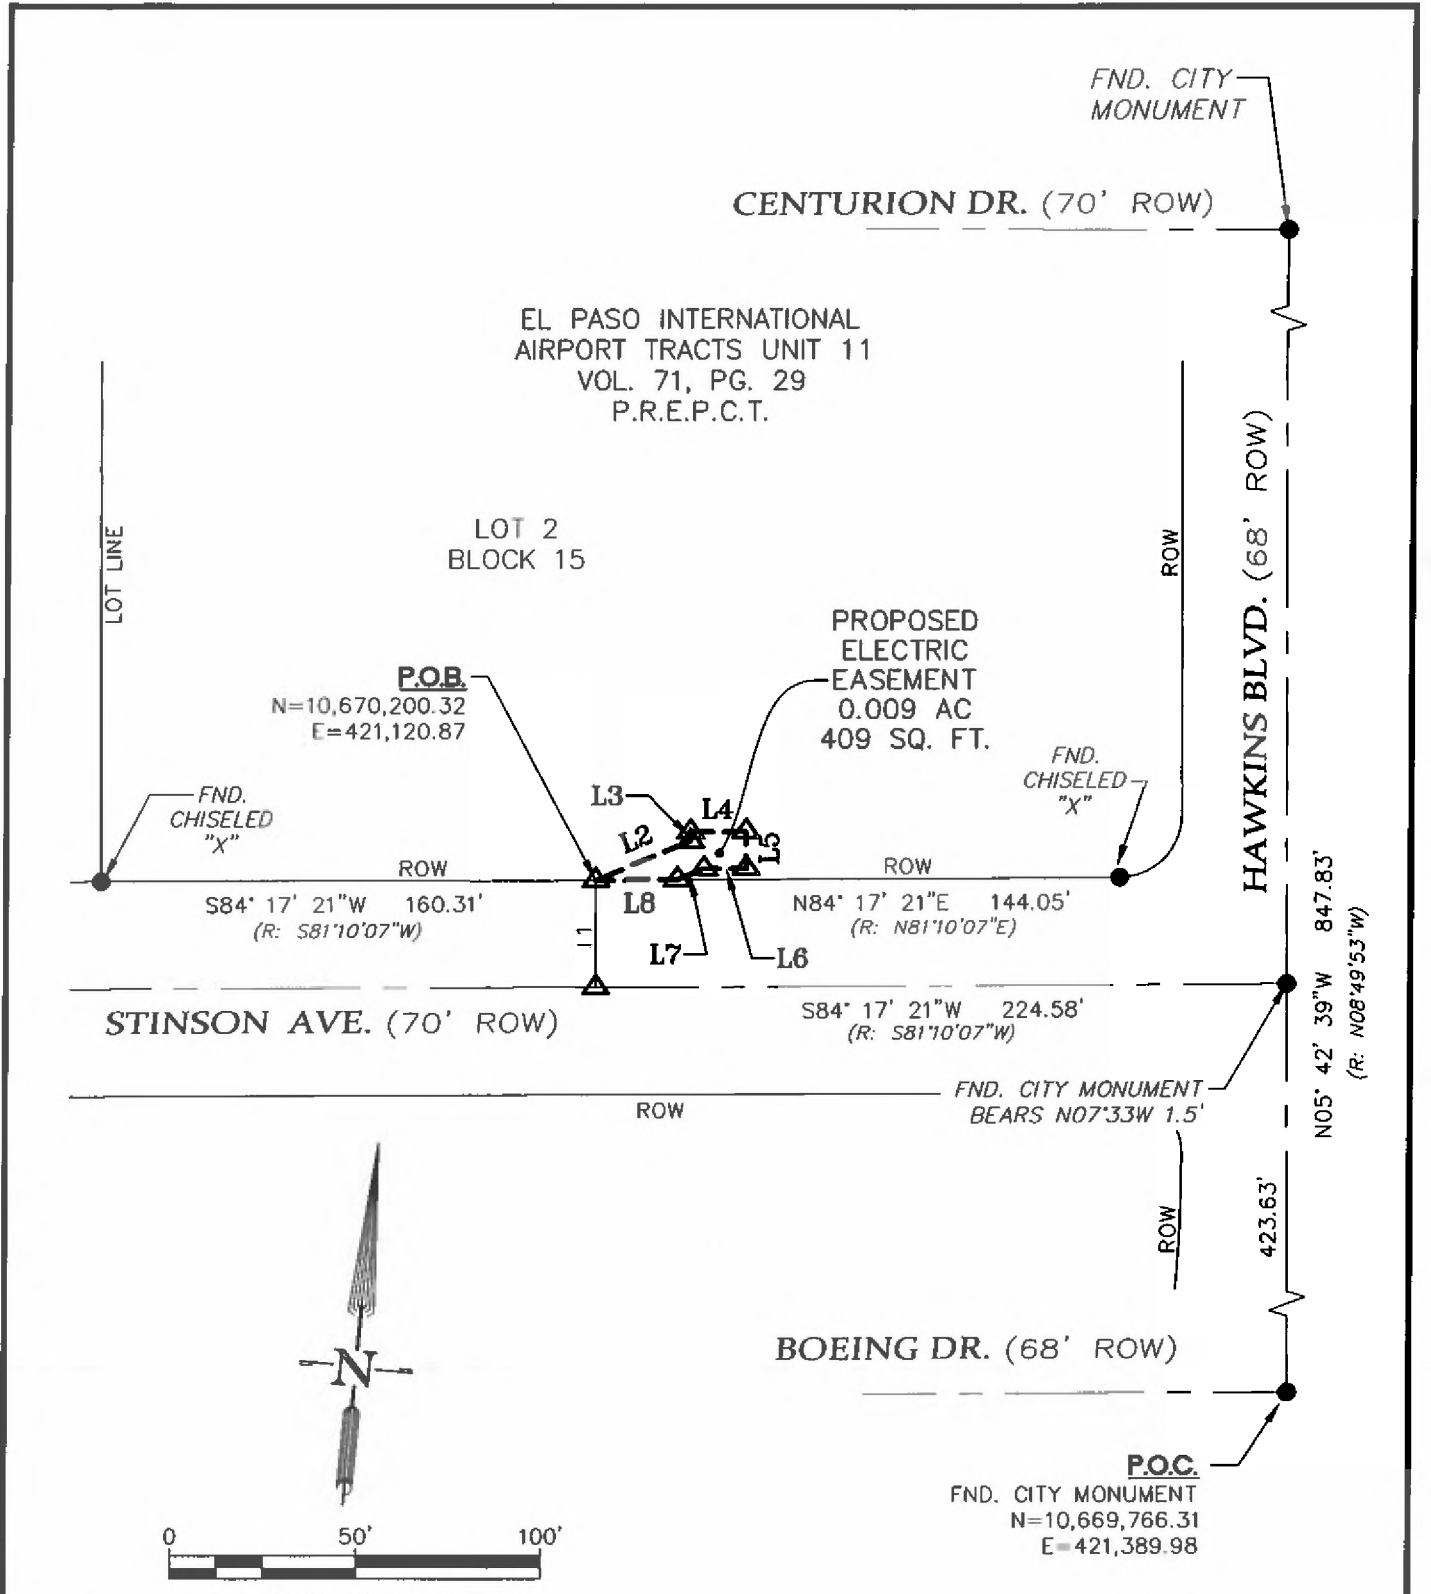 FND. CITY
MONUMENT
CENTURION DR. (70' ROW)
EL PASO INTERNATIONAL
AIRPORT TRACTS UNIT 11
VOL. 71, PG. 29
P.R.E.P.C.T.
LOT LINE
LOT 2
BLOCK 15
ROW
HAWKINS BLVD. (68' ROW)
PROPOSED
ELECTRIC
EASEMENT
0.009 AC
409 SQ. FT.
P.O.B.
N=10,670,200.32
E=421,120.87
FND.
CHISELED
"X"
FND.
CHISELED
"X"
L3
L4
L2
L5
ROW
ROW
S84° 17' 21"W 160.31'
(R: S81°10'07"W)
L8
N84° 17' 21"E 144.05'
(R: N81°10'07"E)
L1
L7
L6
STINSON AVE. (70' ROW)
S84° 17' 21"W 224.58'
(R: S81°10'07"W)
N05° 42' 39"W 847.83'
(R: N08°49'53"W)
FND. CITY MONUMENT
BEARS N07°33W 1.5'
ROW
ROW
423.63'
N
BOEING DR. (68' ROW)
P.O.C.
FND. CITY MONUMENT
N=10,669,766.31
E=421,389.98
0 50' 100'